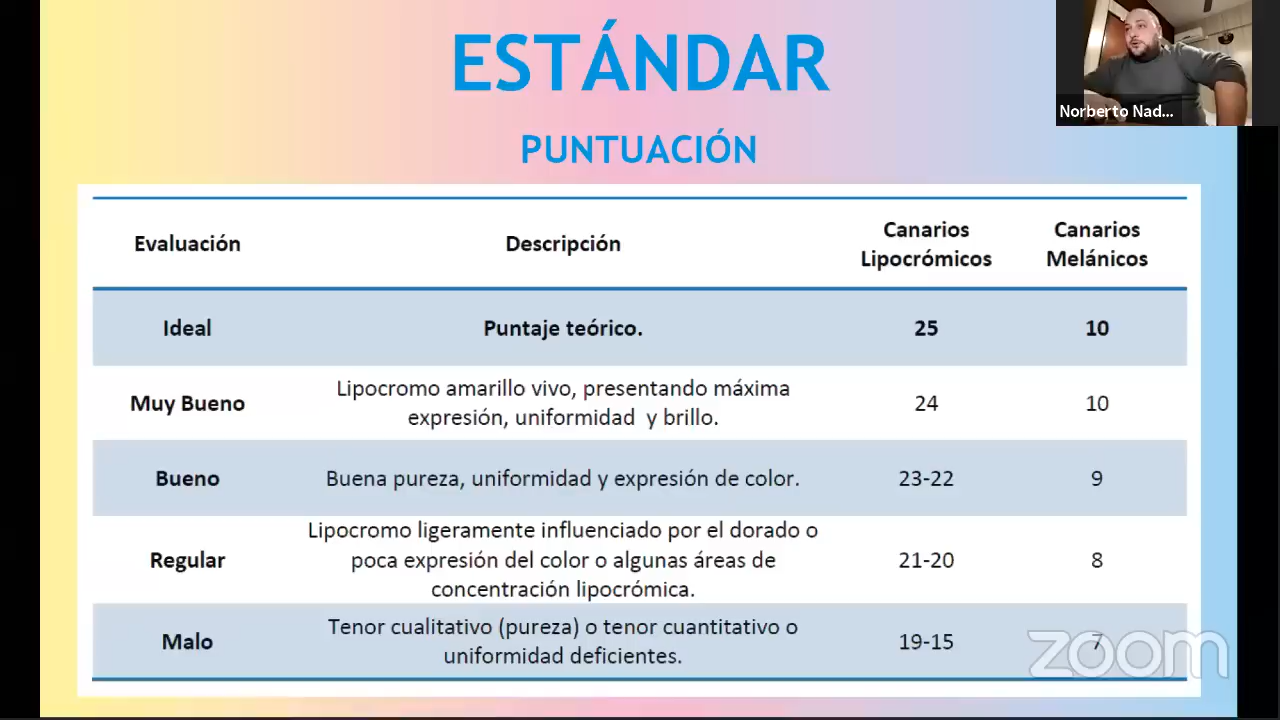 ESTÁNDAR
PUNTUACIÓN
Norberto Nad...
Evaluación
Descripción
Canarios
Lipocrómicos
Canarios
Melánicos
Ideal
Puntaje teórico.
25
10
Muy Bueno
Lipocromo amarillo vivo, presentando máxima
expresión, uniformidad y brillo.
24
10
Bueno
Buena pureza, uniformidad y expresión de color.
23-22
9
Regular
Lipocromo ligeramente influenciado por el dorado o
poca expresión del color o algunas áreas de
concentración lipocrómica.
21-20
8
Malo
Tenor cualitativo (pureza) o tenor cuantitativo o
uniformidad deficientes.
19-15
7
zoom